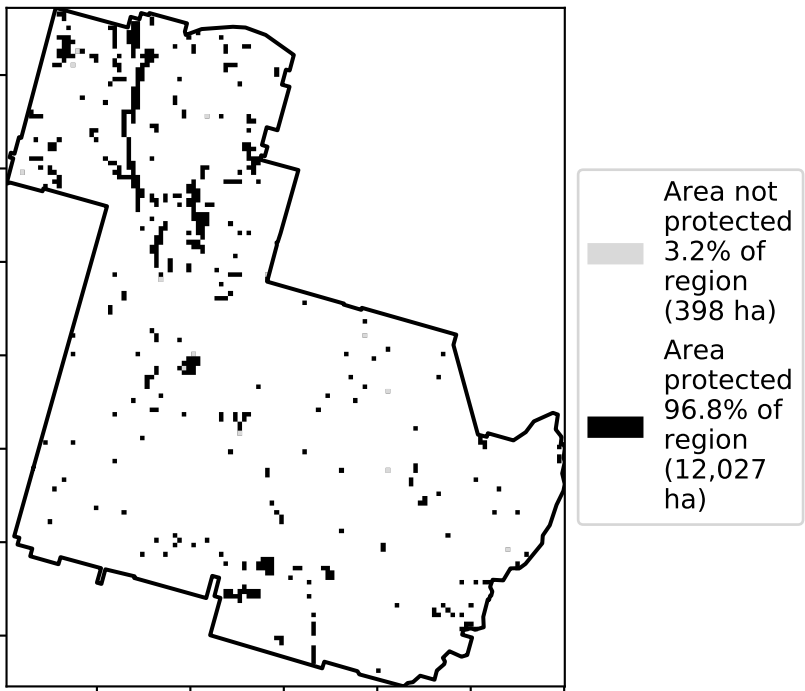 Area not
protected
3.2% of
region
(398 ha)
Area
protected
96.8% of
region
(12,027
ha)